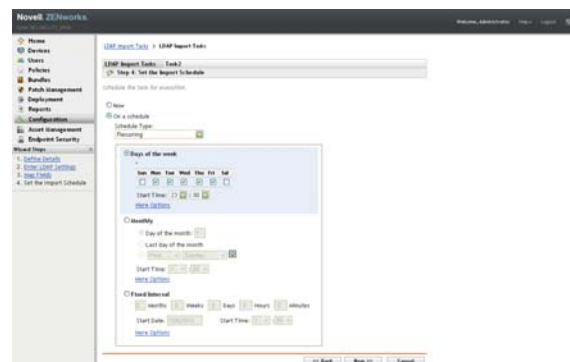 Novell ZENworks.
Welcome, Administrator Help Logout
Home
Devices
Users
Policies
Bundles
Patch Management
Deployment
Reports
Configuration
Asset Management
Endpoint Security
Wizard Steps
1. Define Details
2. Enter LDAP Settings
3. Map Fields
4. Set the Import Schedule
LDAP Import Tasks > LDAP Import Tasks
LDAP Import Tasks Task2
Step 4: Set the Import Schedule
Schedule the task for execution.
Now
On a schedule
Schedule Type:
Recurring
Days of the week
Sun Mon Tue Wed Thu Fri Sat
Start Time:
More Options
Monthly
Day of the month:
Last day of the month
First Sunday
Start Time:
More Options
Fixed Interval
Months Weeks Days Hours Minutes
Start Date: Start Time:
More Options
<< Back Next >> Cancel